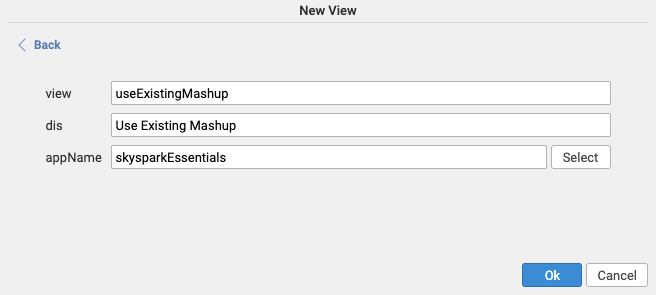 New View
Back
view useExistingMashup
dis Use Existing Mashup
appName skysparkEssentials Select
Ok Cancel